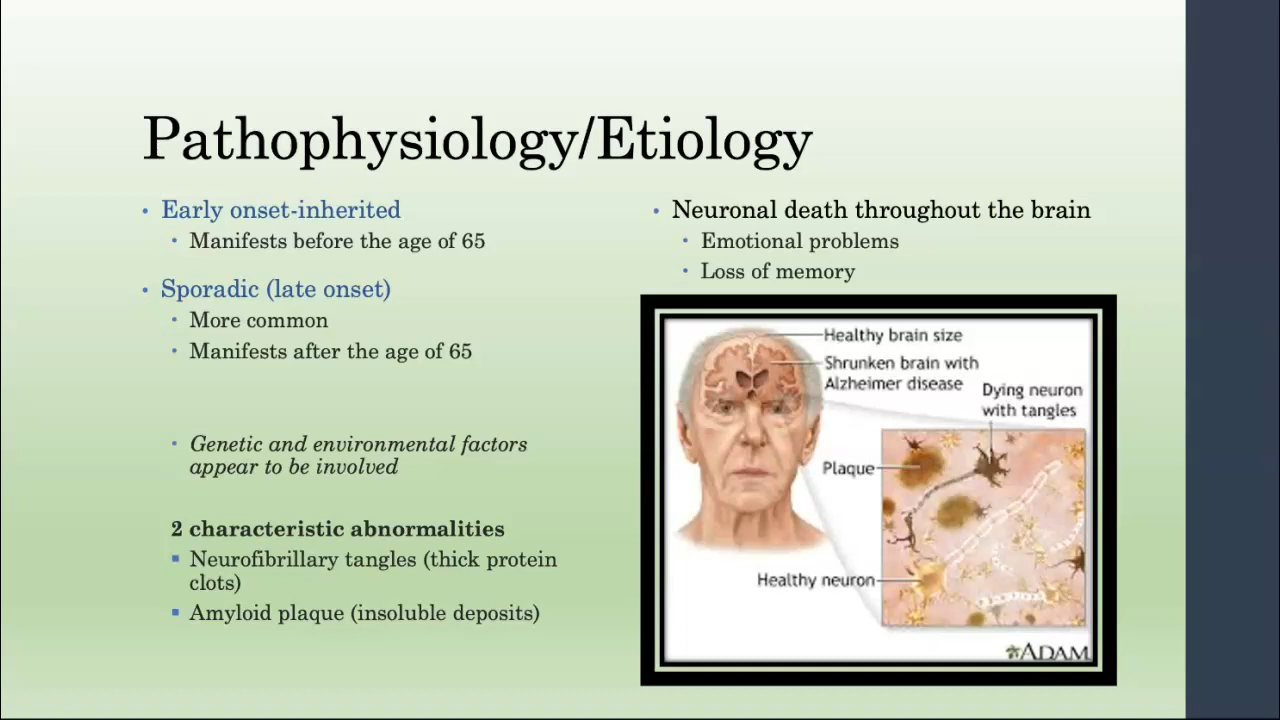 Pathophysiology/Etiology
• Early onset-inherited
• Manifests before the age of 65
• Sporadic (late onset)
• More common
• Manifests after the age of 65
• Genetic and environmental factors
appear to be involved
2 characteristic abnormalities
▪ Neurofibrillary tangles (thick protein
clots)
▪ Amyloid plaque (insoluble deposits)
• Neuronal death throughout the brain
• Emotional problems
• Loss of memory
Healthy brain size
Shrunken brain with
Alzheimer disease
Dying neuron
with tangles
Plaque
Healthy neuron
ADAM